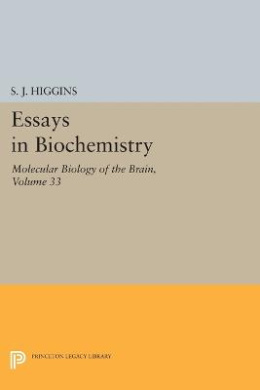 S. J. HIGGINS
Essays
in Biochemistry
Molecular Biology of the Brain,
Volume 33
PRINCETON LEGACY LIBRARY